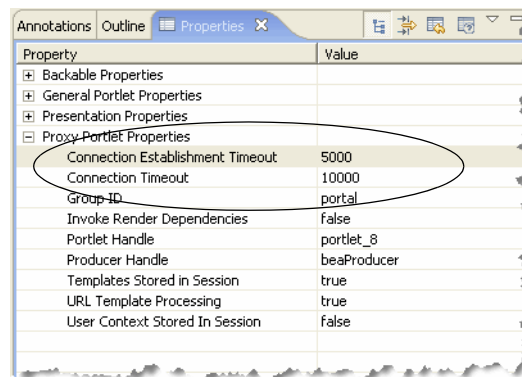 Annotations Outline Properties
Property Value
Backable Properties
General Portlet Properties
Presentation Properties
Proxy Portlet Properties
Connection Establishment Timeout 5000
Connection Timeout 10000
Group ID portal
Invoke Render Dependencies false
Portlet Handle portlet_8
Producer Handle beaProducer
Templates Stored in Session true
URL Template Processing true
User Context Stored In Session false